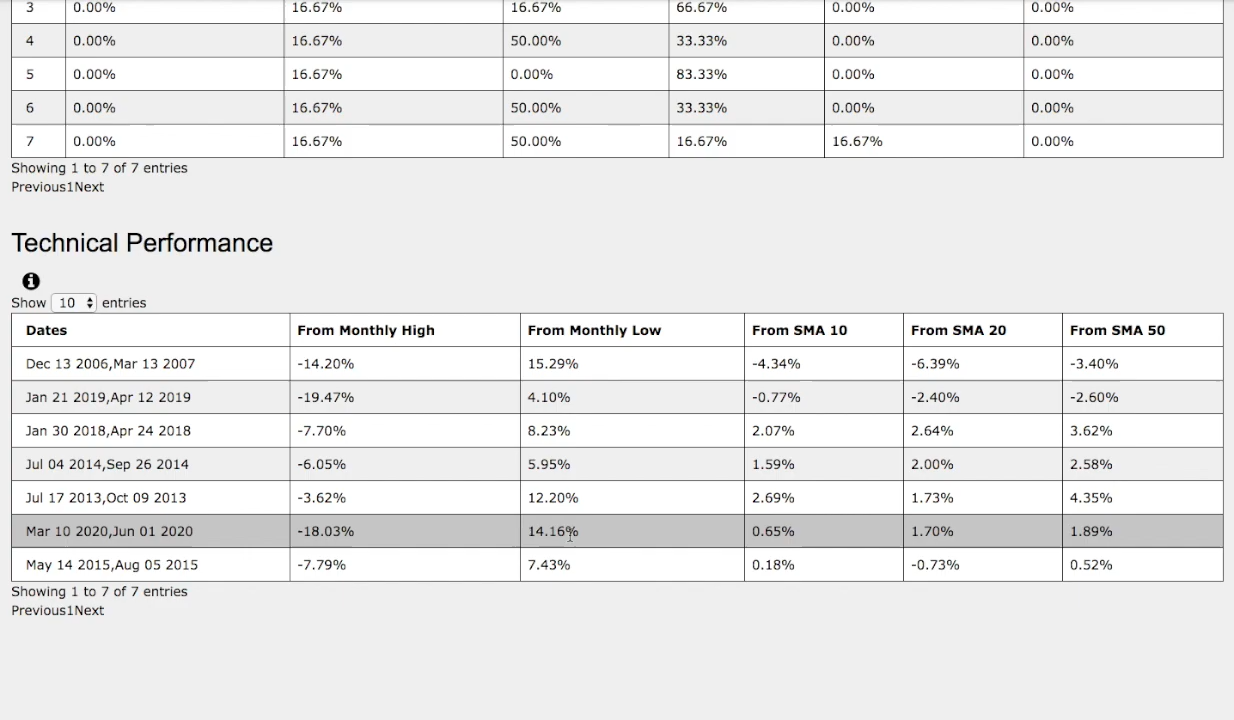 3 0.00% 16.67% 16.67% 66.67% 0.00% 0.00%
4 0.00% 16.67% 50.00% 33.33% 0.00% 0.00%
5 0.00% 16.67% 0.00% 83.33% 0.00% 0.00%
6 0.00% 16.67% 50.00% 33.33% 0.00% 0.00%
7 0.00% 16.67% 50.00% 16.67% 16.67% 0.00%
Showing 1 to 7 of 7 entries
Previous1Next
Technical Performance
Show 10 entries
Dates From Monthly High From Monthly Low From SMA 10 From SMA 20 From SMA 50
Dec 13 2006,Mar 13 2007 -14.20% 15.29% -4.34% -6.39% -3.40%
Jan 21 2019,Apr 12 2019 -19.47% 4.10% -0.77% -2.40% -2.60%
Jan 30 2018,Apr 24 2018 -7.70% 8.23% 2.07% 2.64% 3.62%
Jul 04 2014,Sep 26 2014 -6.05% 5.95% 1.59% 2.00% 2.58%
Jul 17 2013,Oct 09 2013 -3.62% 12.20% 2.69% 1.73% 4.35%
Mar 10 2020,Jun 01 2020 -18.03% 14.16% 0.65% 1.70% 1.89%
May 14 2015,Aug 05 2015 -7.79% 7.43% 0.18% -0.73% 0.52%
Showing 1 to 7 of 7 entries
Previous1Next